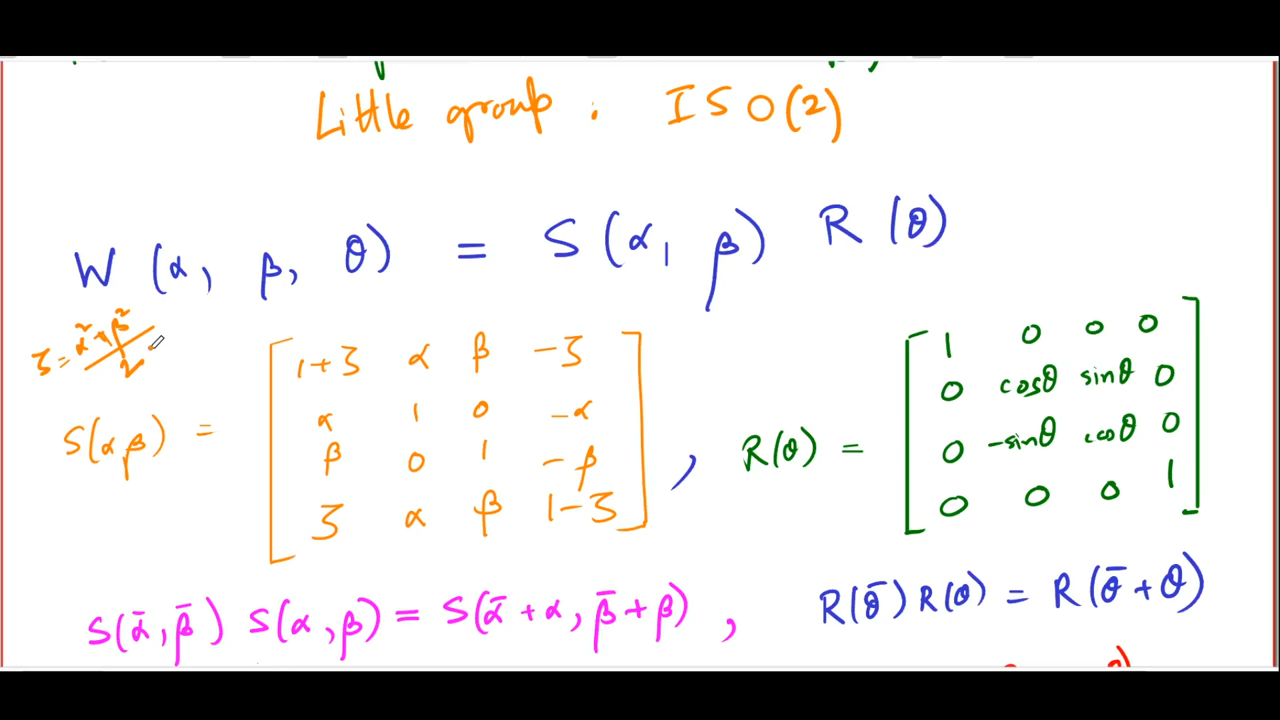 Little group : ISO(2)
W (α, β, θ) = S(α, β) R(θ)
ζ = α² + β² / 2
S(α β) = [ 1+ζ α β -ζ
α 1 0 -α
β 0 1 -β
ζ α β 1-ζ ] ,
R(θ) = [ 1 0 0 0
0 cosθ sinθ 0
0 -sinθ cosθ 0
0 0 0 1 ]
S(ᾱ, β̄) S(α, β) = S(ᾱ + α, β̄ + β) ,
R(θ̄) R(θ) = R(θ̄ + θ)